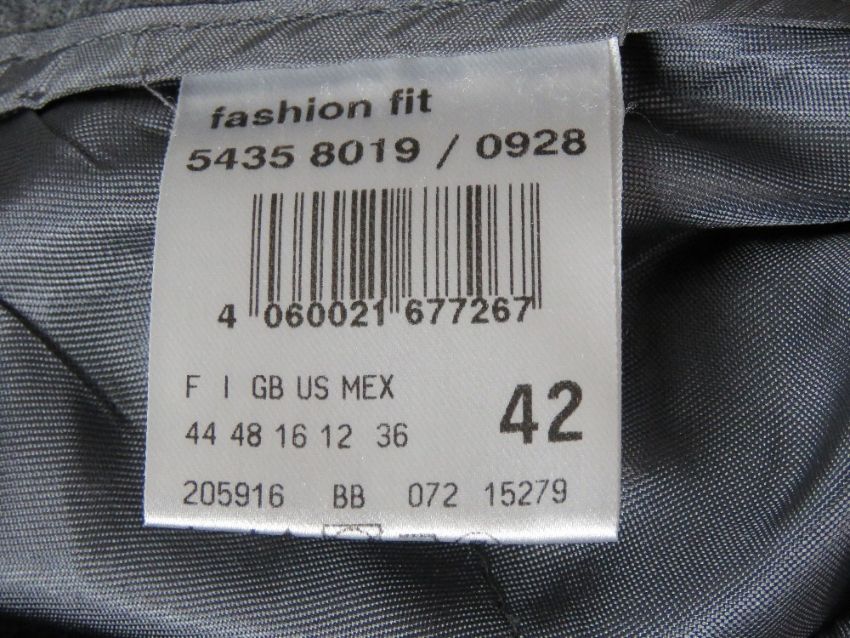 fashion fit
5435 8019 / 0928
4 060021 677267
F I GB US MEX
44 48 16 12 36
42
205916 BB 072 15279